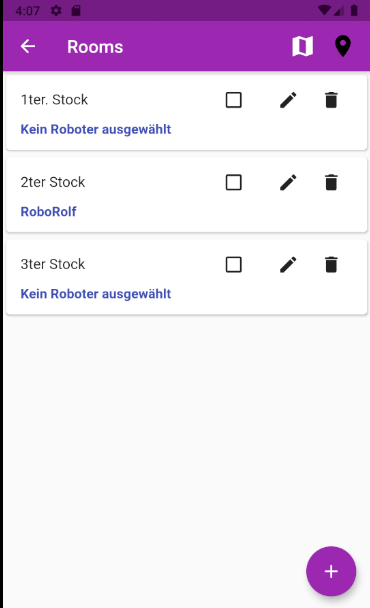 4:07
Rooms
1ter. Stock
Kein Roboter ausgewählt
2ter Stock
RoboRolf
3ter Stock
Kein Roboter ausgewählt